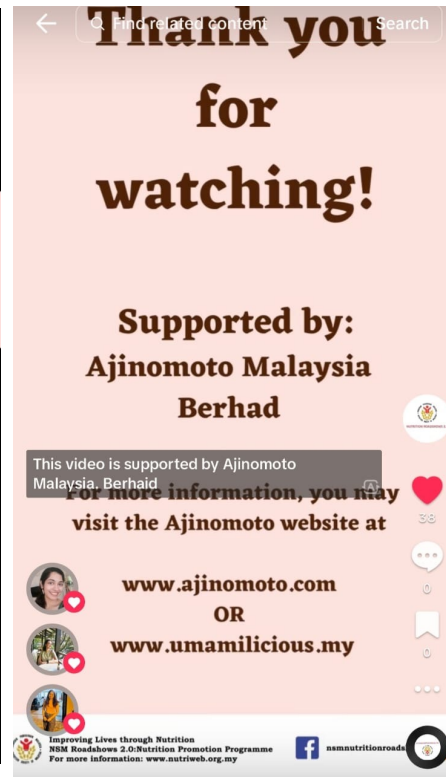 Find related content
Search
Thank you
for
watching!
Supported by:
Ajinomoto Malaysia
Berhad
This video is supported by Ajinomoto
Malaysia. Berhaid
For more information, you may
visit the Ajinomoto website at
38
0
www.ajinomoto.com
OR
www.umamilicious.my
0
Improving Lives through Nutrition
NSM Roadshows 2.0:Nutrition Promotion Programme
For more information: www.nutriweb.org.my
nsmnutritionroads